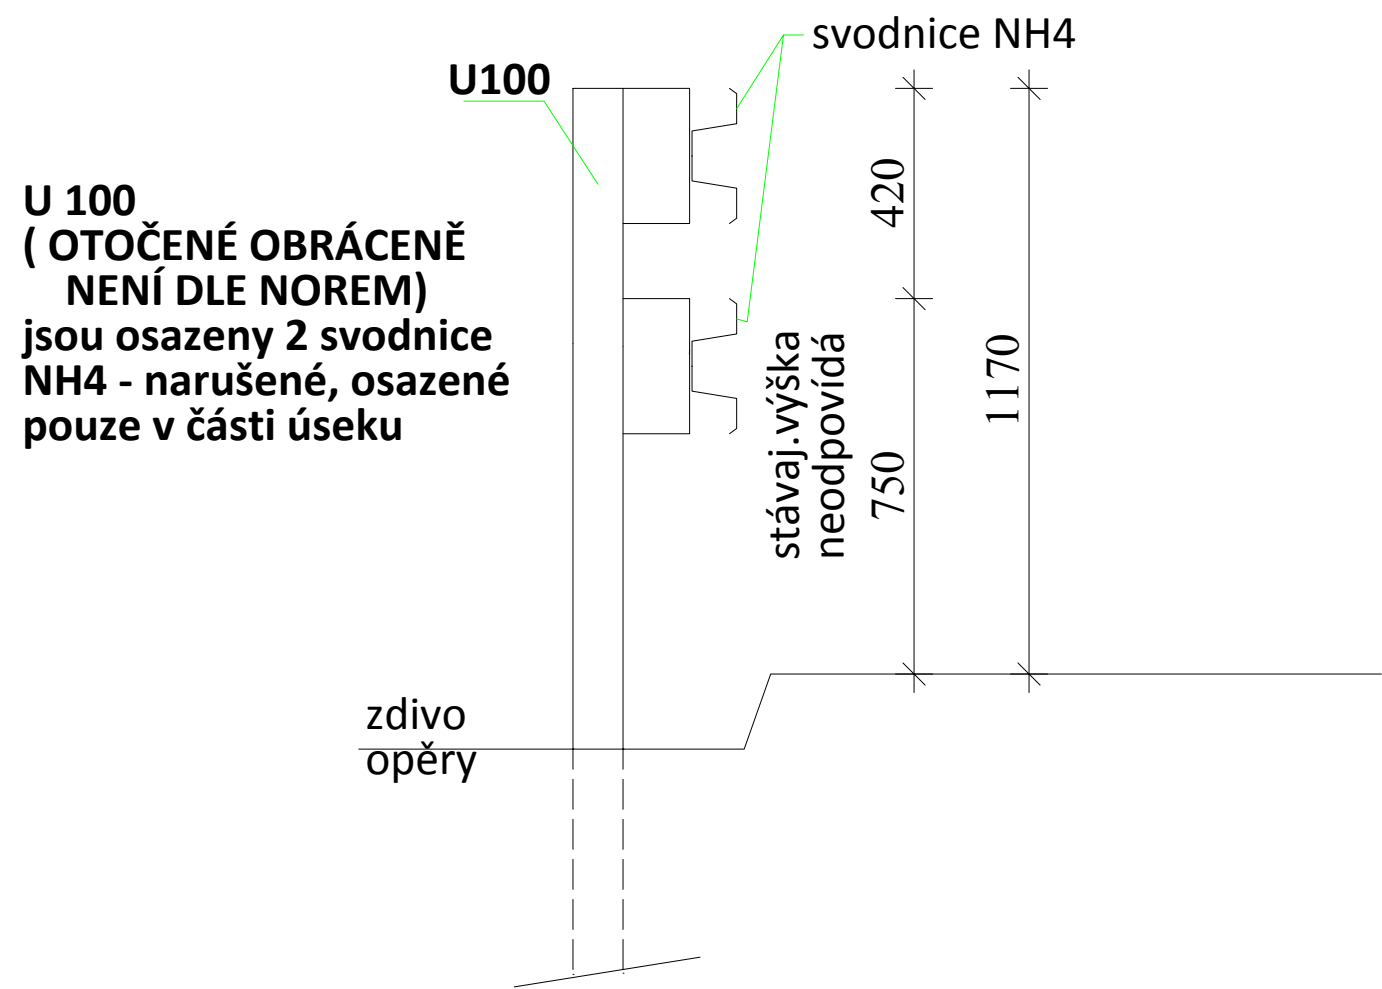 svodnice NH4
U100
U 100
( OTOČENÉ OBRÁCENĚ
NENÍ DLE NOREM)
jsou osazeny 2 svodnice
NH4 - narušené, osazené
pouze v části úseku
420
1170
stávaj.výška
neodpovídá
750
zdivo
opěry